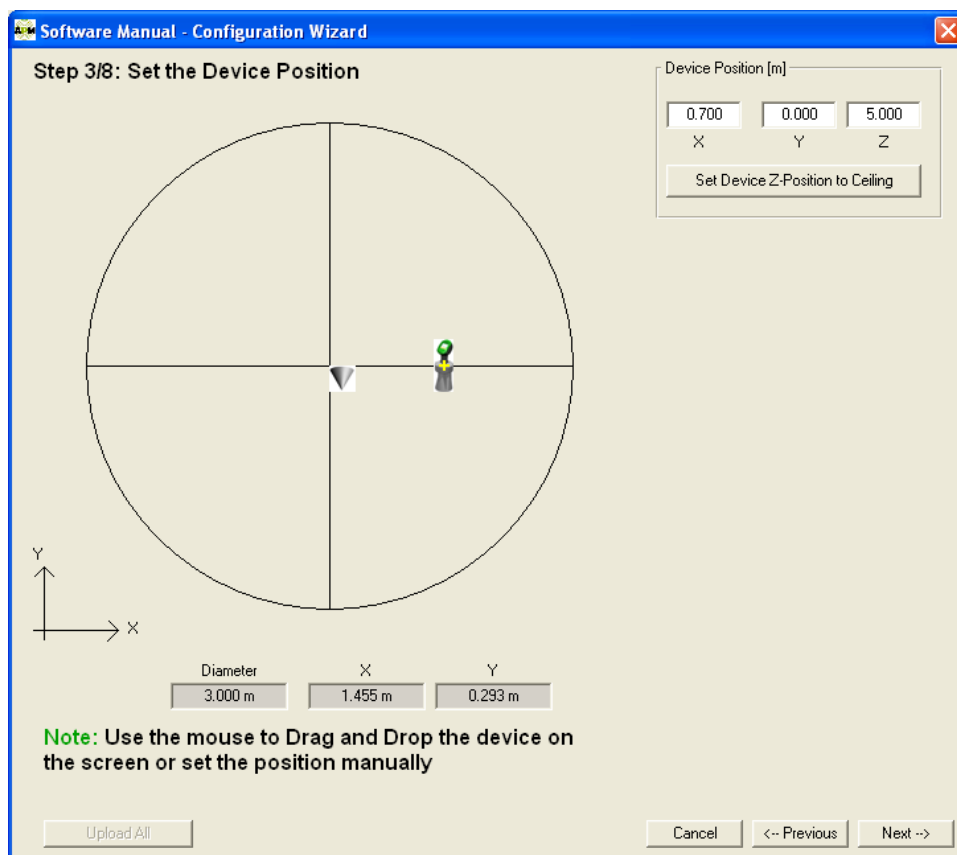 APM Software Manual - Configuration Wizard
Step 3/8: Set the Device Position
Device Position [m]
0.700 0.000 5.000
X Y Z
Set Device Z-Position to Ceiling
Y
X
Diameter X Y
3.000 m 1.455 m 0.293 m
Note: Use the mouse to Drag and Drop the device on
the screen or set the position manually
Upload All Cancel <-- Previous Next -->